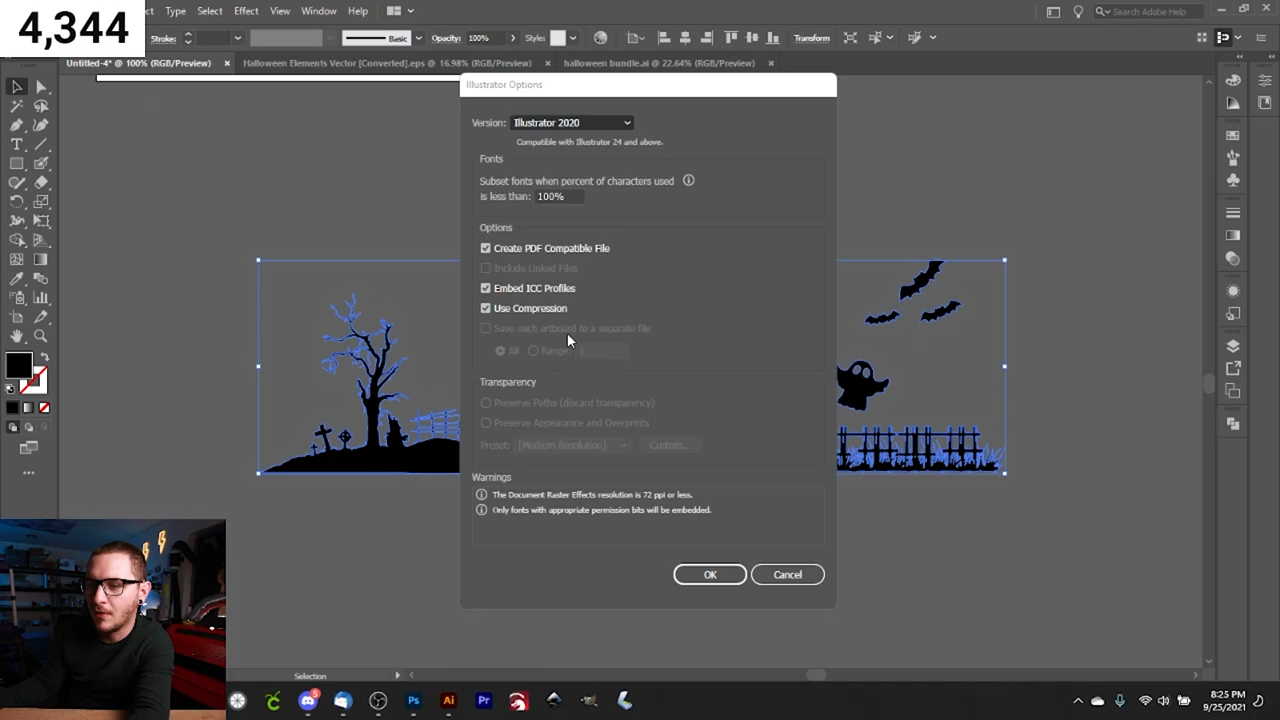 4,344
ct Type Select Effect View Window Help
Search Adobe Help
Stroke: Basic Opacity: 100% Style: Transform
Untitled-4* @ 100% (RGB/Preview) Halloween Elements Vector [Converted].eps @ 16.98% (RGB/Preview) halloween bundle.ai @ 22.64% (RGB/Preview)
Illustrator Options
Version: Illustrator 2020
Compatible with Illustrator 24 and above.
Fonts
Subset fonts when percent of characters used
is less than: 100%
Options
Create PDF Compatible File
Include Linked Files
Embed ICC Profiles
Use Compression
Save each artboard to a separate file
All Range: 1
Transparency
Preserve Paths (discard transparency)
Preserve Appearance and Overprints
Preset: [Medium Resolution] Custom...
Warnings
The Document Raster Effects resolution is 72 ppi or less.
Only fonts with appropriate permission bits will be embedded.
OK Cancel
Selection
5
Ps Ai Pr
8:25 PM
9/25/2021